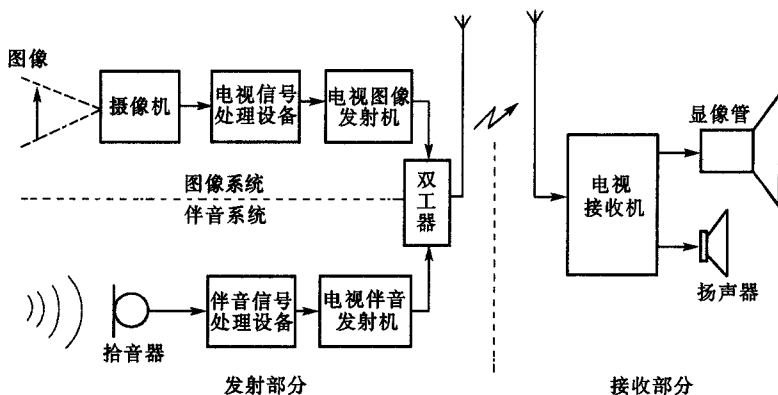 图像
摄像机
电视信号
处理设备
电视图像
发射机
图像系统
伴音系统
双
工
器
拾音器
伴音信号
处理设备
电视伴音
发射机
发射部分
电视
接收机
显像管
扬声器
接收部分